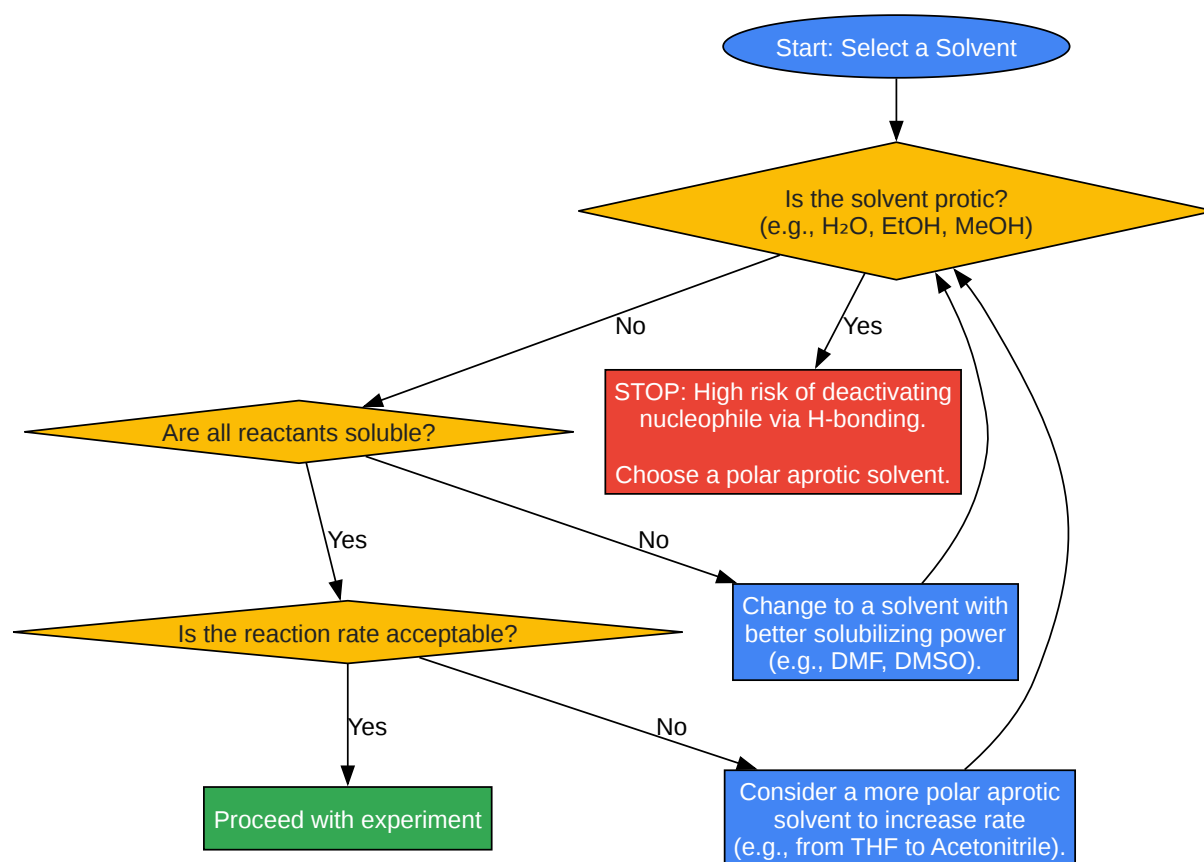 Start: Select a Solvent
Is the solvent protic?
(e.g., H₂O, EtOH, MeOH)
No
Yes
STOP: High risk of deactivating
nucleophile via H-bonding.
Choose a polar aprotic solvent.
Are all reactants soluble?
Yes
No
Change to a solvent with
better solubilizing power
(e.g., DMF, DMSO).
Is the reaction rate acceptable?
Yes
No
Proceed with experiment
Consider a more polar aprotic
solvent to increase rate
(e.g., from THF to Acetonitrile).